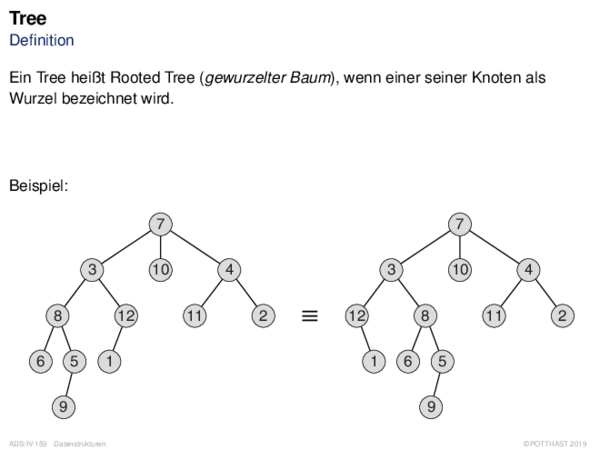 Tree
Definition
Ein Tree heißt Rooted Tree (gewurzelter Baum), wenn einer seiner Knoten als
Wurzel bezeichnet wird.
Beispiel:
7 7
3 10 4 3 10 4
8 12 11 2 ≡ 12 8 11 2
6 5 1 1 6 5
9 9
ADS:IV-159 Datenstrukturen ©POTTHAST 2019